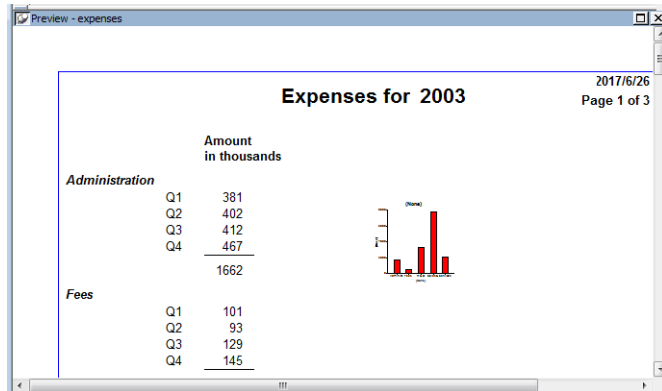 Preview - expenses
2017/6/26
Expenses for 2003
Page 1 of 3
Amount
in thousands
Administration
Q1 381
Q2 402
Q3 412
Q4 467
1662
(None)
Fees
Q1 101
Q2 93
Q3 129
Q4 145